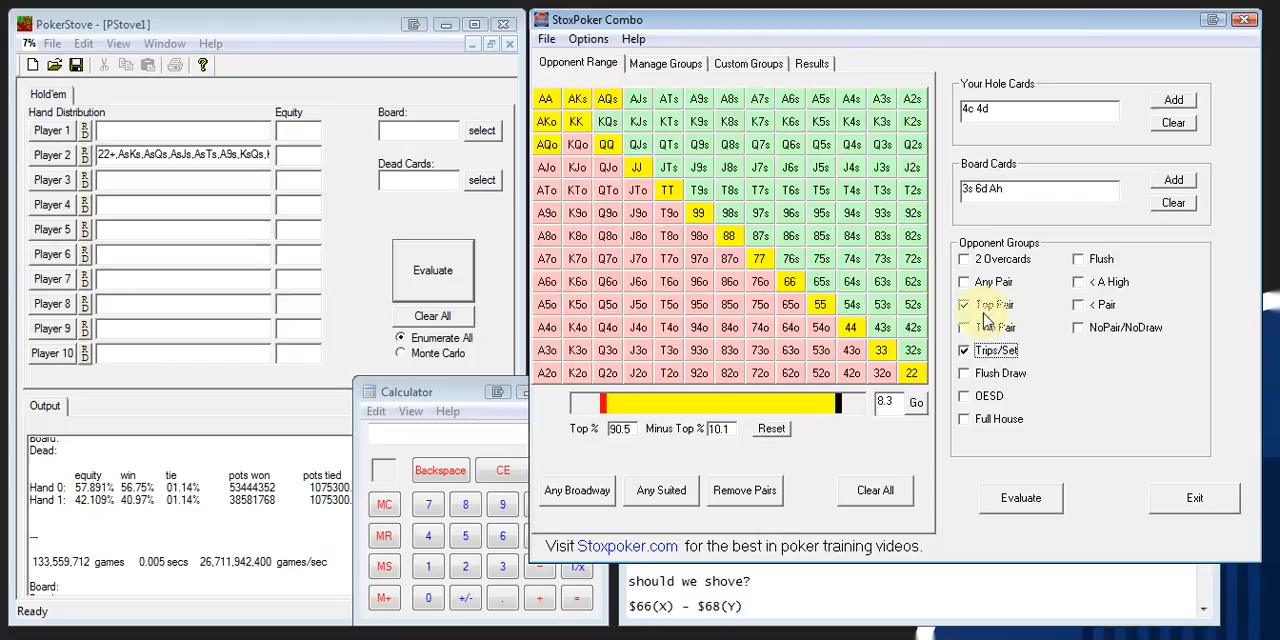 PokerStove - [PStove1]
7% File Edit View Window Help
Hold'em
Hand Distribution Equity Board:
Player 1 R D select
Player 2 R D 22+,AsKs,AsQs,AsJs,AsTs,A9s,KsQs,
Dead Cards:
Player 3 R D select
Player 4 R D
Player 5 R D
Player 6 R D Evaluate
Player 7 R D
Player 8 R D Clear All
Player 9 R D Enumerate All
Player 10 R D Monte Carlo
Output
Board:
Dead:
equity win tie pots won pots tied
Hand 0: 57.891% 56.75% 01.14% 53444352 1075300.
Hand 1: 42.109% 40.97% 01.14% 38581768 1075300.
---
133,559,712 games 0.005 secs 26,711,942,400 games/sec
Board:
Ready
Calculator
Edit View Help
Backspace CE
MC 7 8 9
MR 4 5 6
MS 1 2 3 - 1/x
M+ 0 +/- . + =
StoxPoker Combo
File Options Help
Opponent Range Manage Groups Custom Groups Results
AA AKs AQs AJs ATs A9s A8s A7s A6s A5s A4s A3s A2s
AKo KK KQs KJs KTs K9s K8s K7s K6s K5s K4s K3s K2s
AQo KQo QQ QJs QTs Q9s Q8s Q7s Q6s Q5s Q4s Q3s Q2s
AJo KJo QJo JJ JTs J9s J8s J7s J6s J5s J4s J3s J2s
ATo KTo QTo JTo TT T9s T8s T7s T6s T5s T4s T3s T2s
A9o K9o Q9o J9o T9o 99 98s 97s 96s 95s 94s 93s 92s
A8o K8o Q8o J8o T8o 98o 88 87s 86s 85s 84s 83s 82s
A7o K7o Q7o J7o T7o 97o 87o 77 76s 75s 74s 73s 72s
A6o K6o Q6o J6o T6o 96o 86o 76o 66 65s 64s 63s 62s
A5o K5o Q5o J5o T5o 95o 85o 75o 65o 55 54s 53s 52s
A4o K4o Q4o J4o T4o 94o 84o 74o 64o 54o 44 43s 42s
A3o K3o Q3o J3o T3o 93o 83o 73o 63o 53o 43o 33 32s
A2o K2o Q2o J2o T2o 92o 82o 72o 62o 52o 42o 32o 22
8.3 Go
Top % 90.5 Minus Top % 10.1 Reset
Any Broadway Any Suited Remove Pairs Clear All
Visit Stoxpoker.com for the best in poker training videos.
Your Hole Cards
4c 4d Add
Clear
Board Cards
3s 6d Ah Add
Clear
Opponent Groups
2 Overcards Flush
Any Pair < A High
Top Pair < Pair
Pair NoPair/NoDraw
Trips/Set
Flush Draw
OESD
Full House
Evaluate Exit
should we shove?
$66(X) - $68(Y)